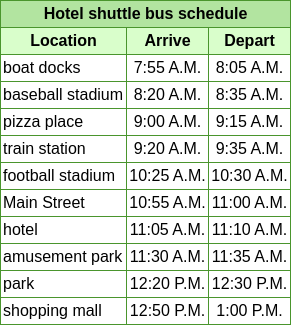 Hotel shuttle bus schedule
Location Arrive Depart
boat docks 7:55 A.M. 8:05 A.M.
baseball stadium 8:20 A.M. 8:35 A.M.
pizza place 9:00 A.M. 9:15 A.M.
train station 9:20 A.M. 9:35 A.M.
football stadium 10:25 A.M. 10:30 A.M.
Main Street 10:55 A.M. 11:00 A.M.
hotel 11:05 A.M. 11:10 A.M.
amusement park 11:30 A.M. 11:35 A.M.
park 12:20 P.M. 12:30 P.M.
shopping mall 12:50 P.M. 1:00 P.M.